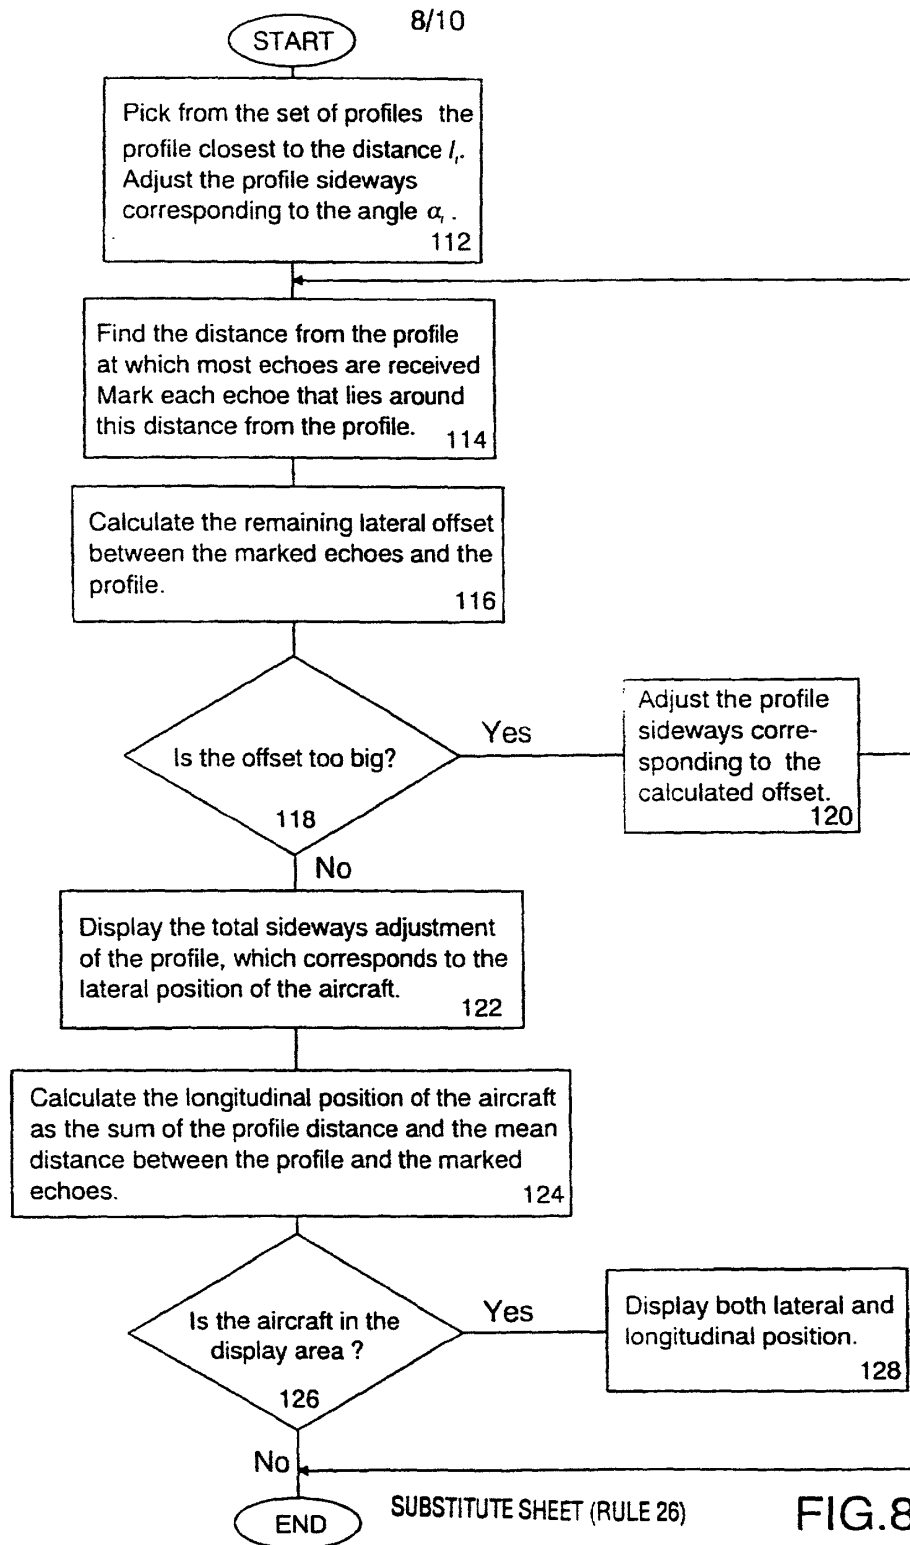 8/10
START
Pick from the set of profiles the
profile closest to the distance lₜ.
Adjust the profile sideways
corresponding to the angle αₜ.
112
Find the distance from the profile
at which most echoes are received
Mark each echoe that lies around
this distance from the profile.
114
Calculate the remaining lateral offset
between the marked echoes and the
profile.
116
Is the offset too big?
118
Yes
Adjust the profile
sideways corre-
sponding to the
calculated offset.
120
No
Display the total sideways adjustment
of the profile, which corresponds to the
lateral position of the aircraft.
122
Calculate the longitudinal position of the aircraft
as the sum of the profile distance and the mean
distance between the profile and the marked
echoes.
124
Is the aircraft in the
display area ?
126
Yes
Display both lateral and
longitudinal position.
128
No
END
SUBSTITUTE SHEET (RULE 26)
FIG.8